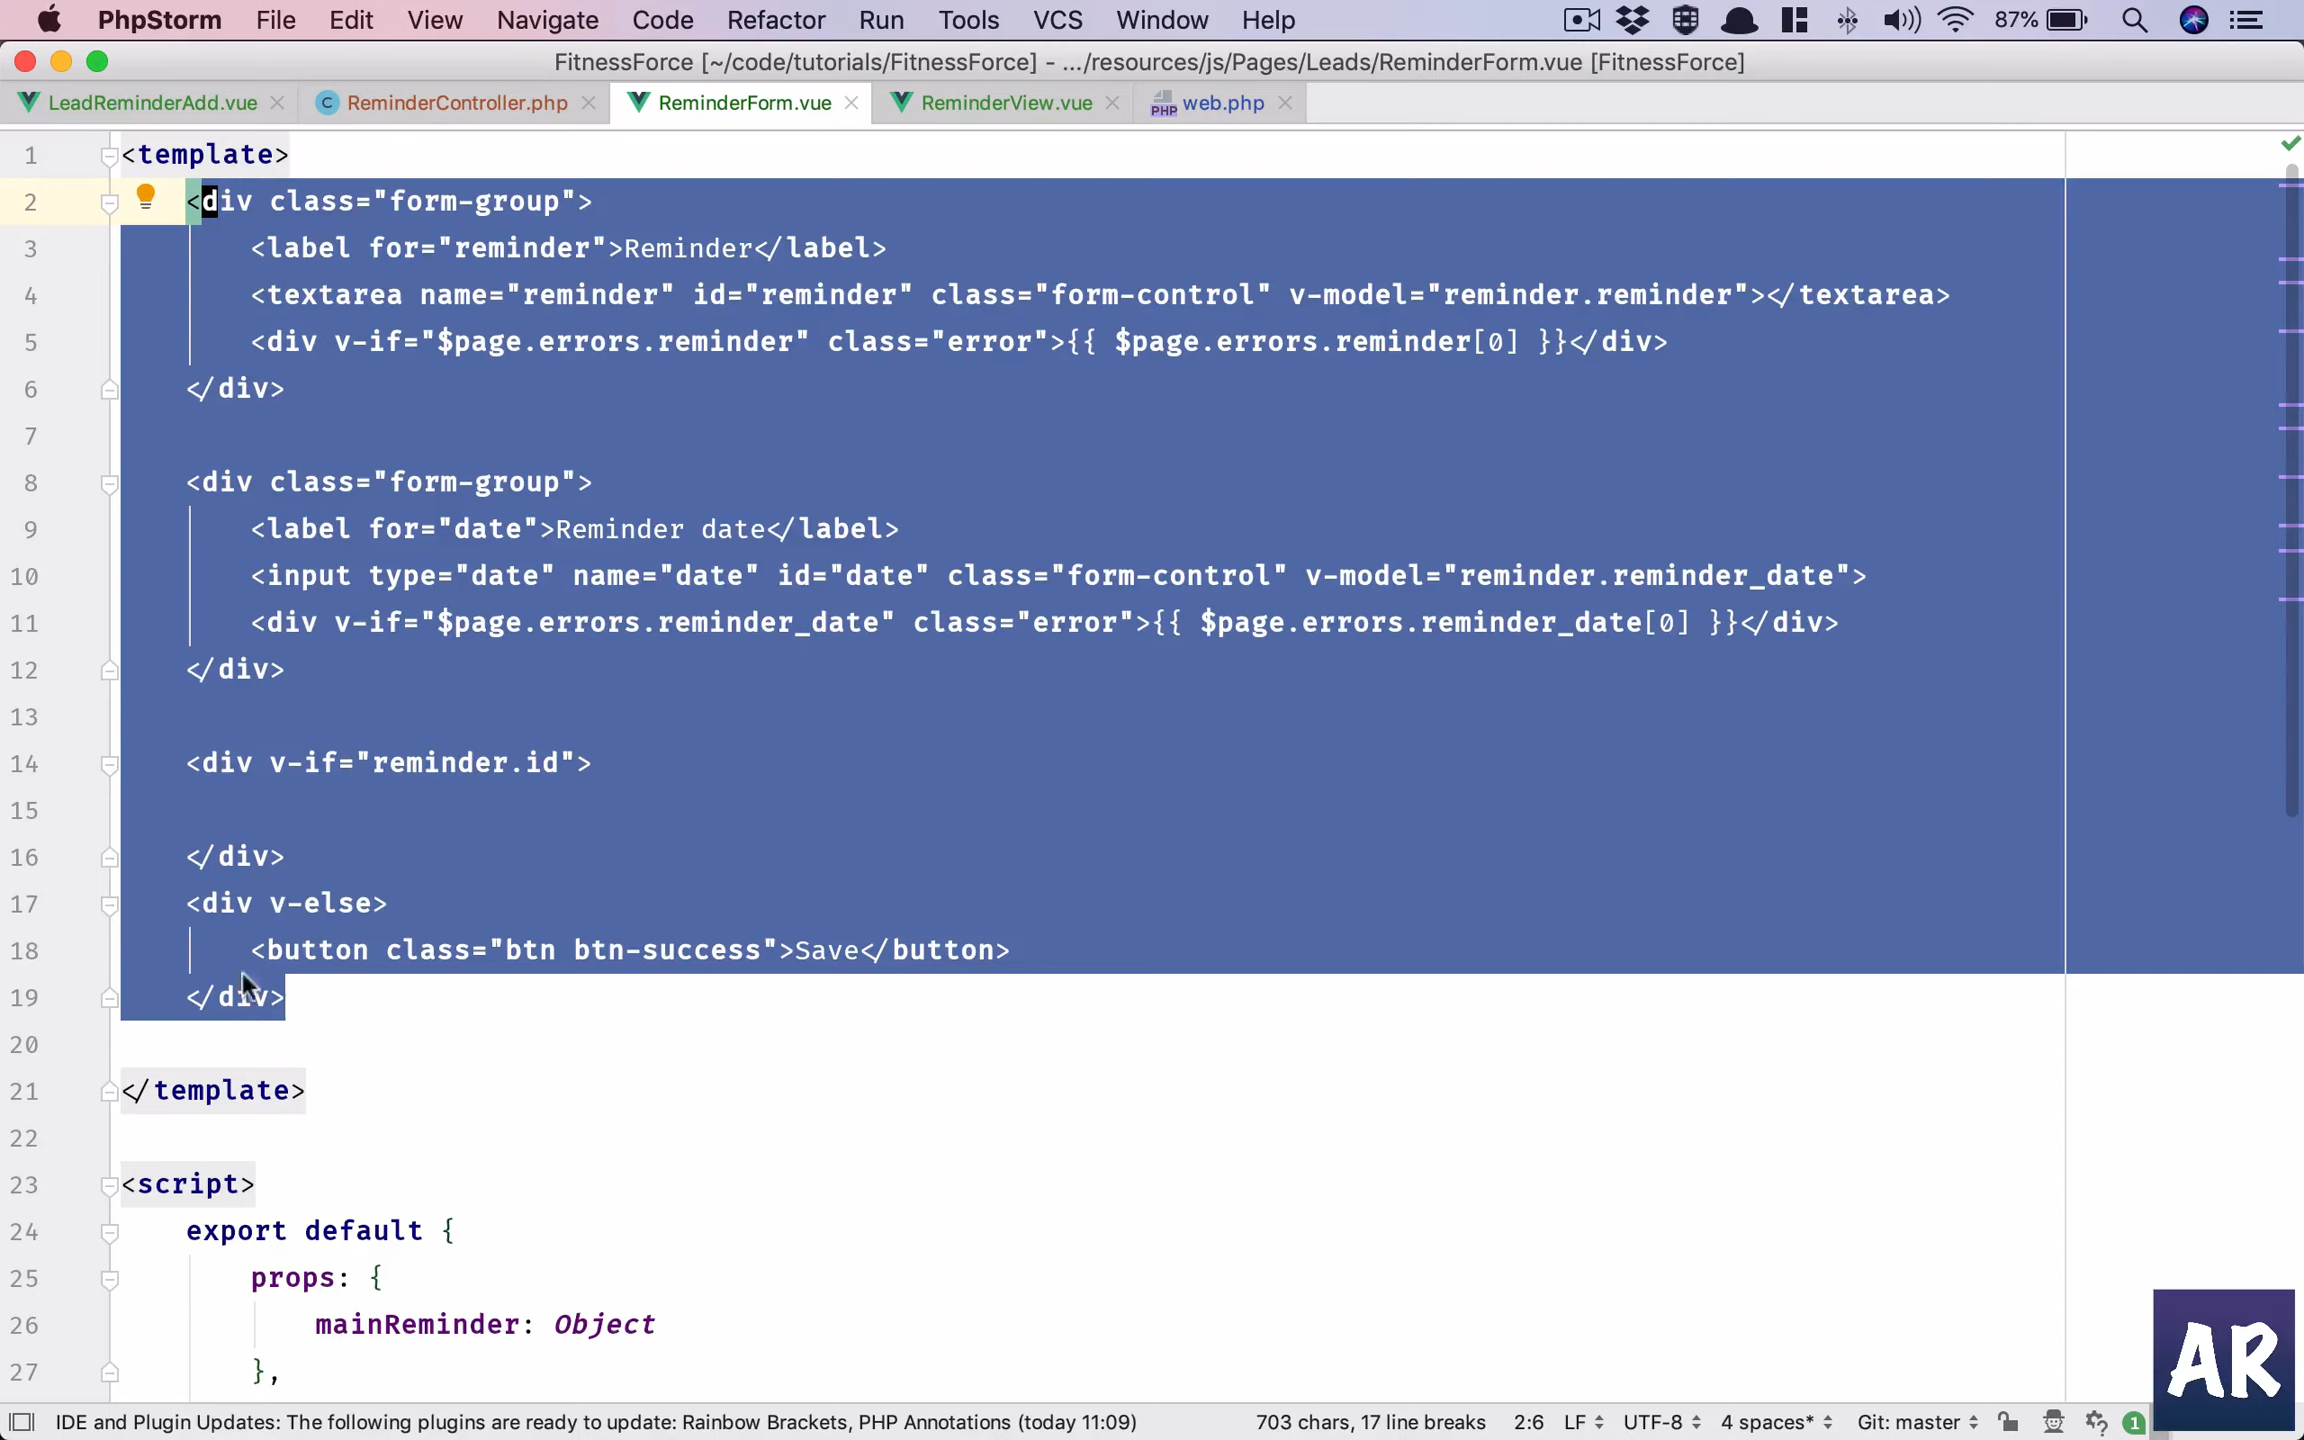 PhpStorm File Edit View Navigate Code Refactor Run Tools VCS Window Help 87%
FitnessForce [~/code/tutorials/FitnessForce] - .../resources/js/Pages/Leads/ReminderForm.vue [FitnessForce]
LeadReminderAdd.vue C ReminderController.php ReminderForm.vue ReminderView.vue PHP web.php
1 <template>
2 <div class="form-group">
3 <label for="reminder">Reminder</label>
4 <textarea name="reminder" id="reminder" class="form-control" v-model="reminder.reminder"></textarea>
5 <div v-if="$page.errors.reminder" class="error">{{ $page.errors.reminder[0] }}</div>
6 </div>
7
8 <div class="form-group">
9 <label for="date">Reminder date</label>
10 <input type="date" name="date" id="date" class="form-control" v-model="reminder.reminder_date">
11 <div v-if="$page.errors.reminder_date" class="error">{{ $page.errors.reminder_date[0] }}</div>
12 </div>
13
14 <div v-if="reminder.id">
15
16 </div>
17 <div v-else>
18 <button class="btn btn-success">Save</button>
19 </div>
20
21 </template>
22
23 <script>
24 export default {
25 props: {
26 mainReminder: Object
27 },
AR
IDE and Plugin Updates: The following plugins are ready to update: Rainbow Brackets, PHP Annotations (today 11:09) 703 chars, 17 line breaks 2:6 LF UTF-8 4 spaces* Git: master 1